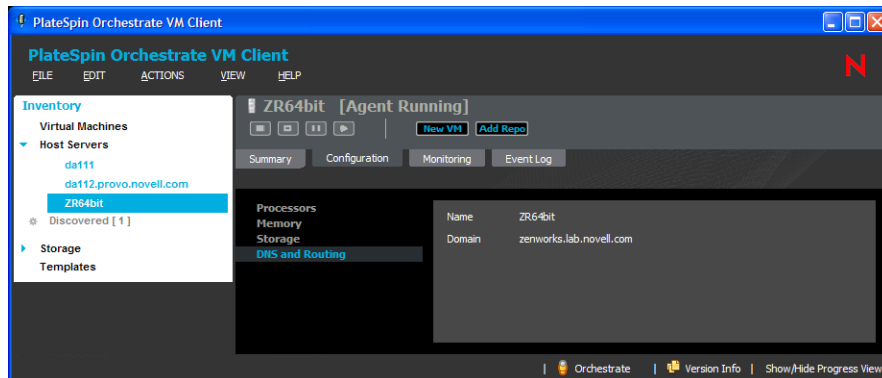 PlateSpin Orchestrate VM Client
PlateSpin Orchestrate VM Client
FILE EDIT ACTIONS VIEW HELP
N
Inventory
Virtual Machines
Host Servers
da111
da112.provo.novell.com
ZR64bit
Discovered [ 1 ]
Storage
Templates
ZR64bit [Agent Running]
New VM Add Repo
Summary Configuration Monitoring Event Log
Processors
Memory
Storage
DNS and Routing
Name ZR64bit
Domain zenworks.lab.novell.com
| Orchestrate | Version Info | Show/Hide Progress View